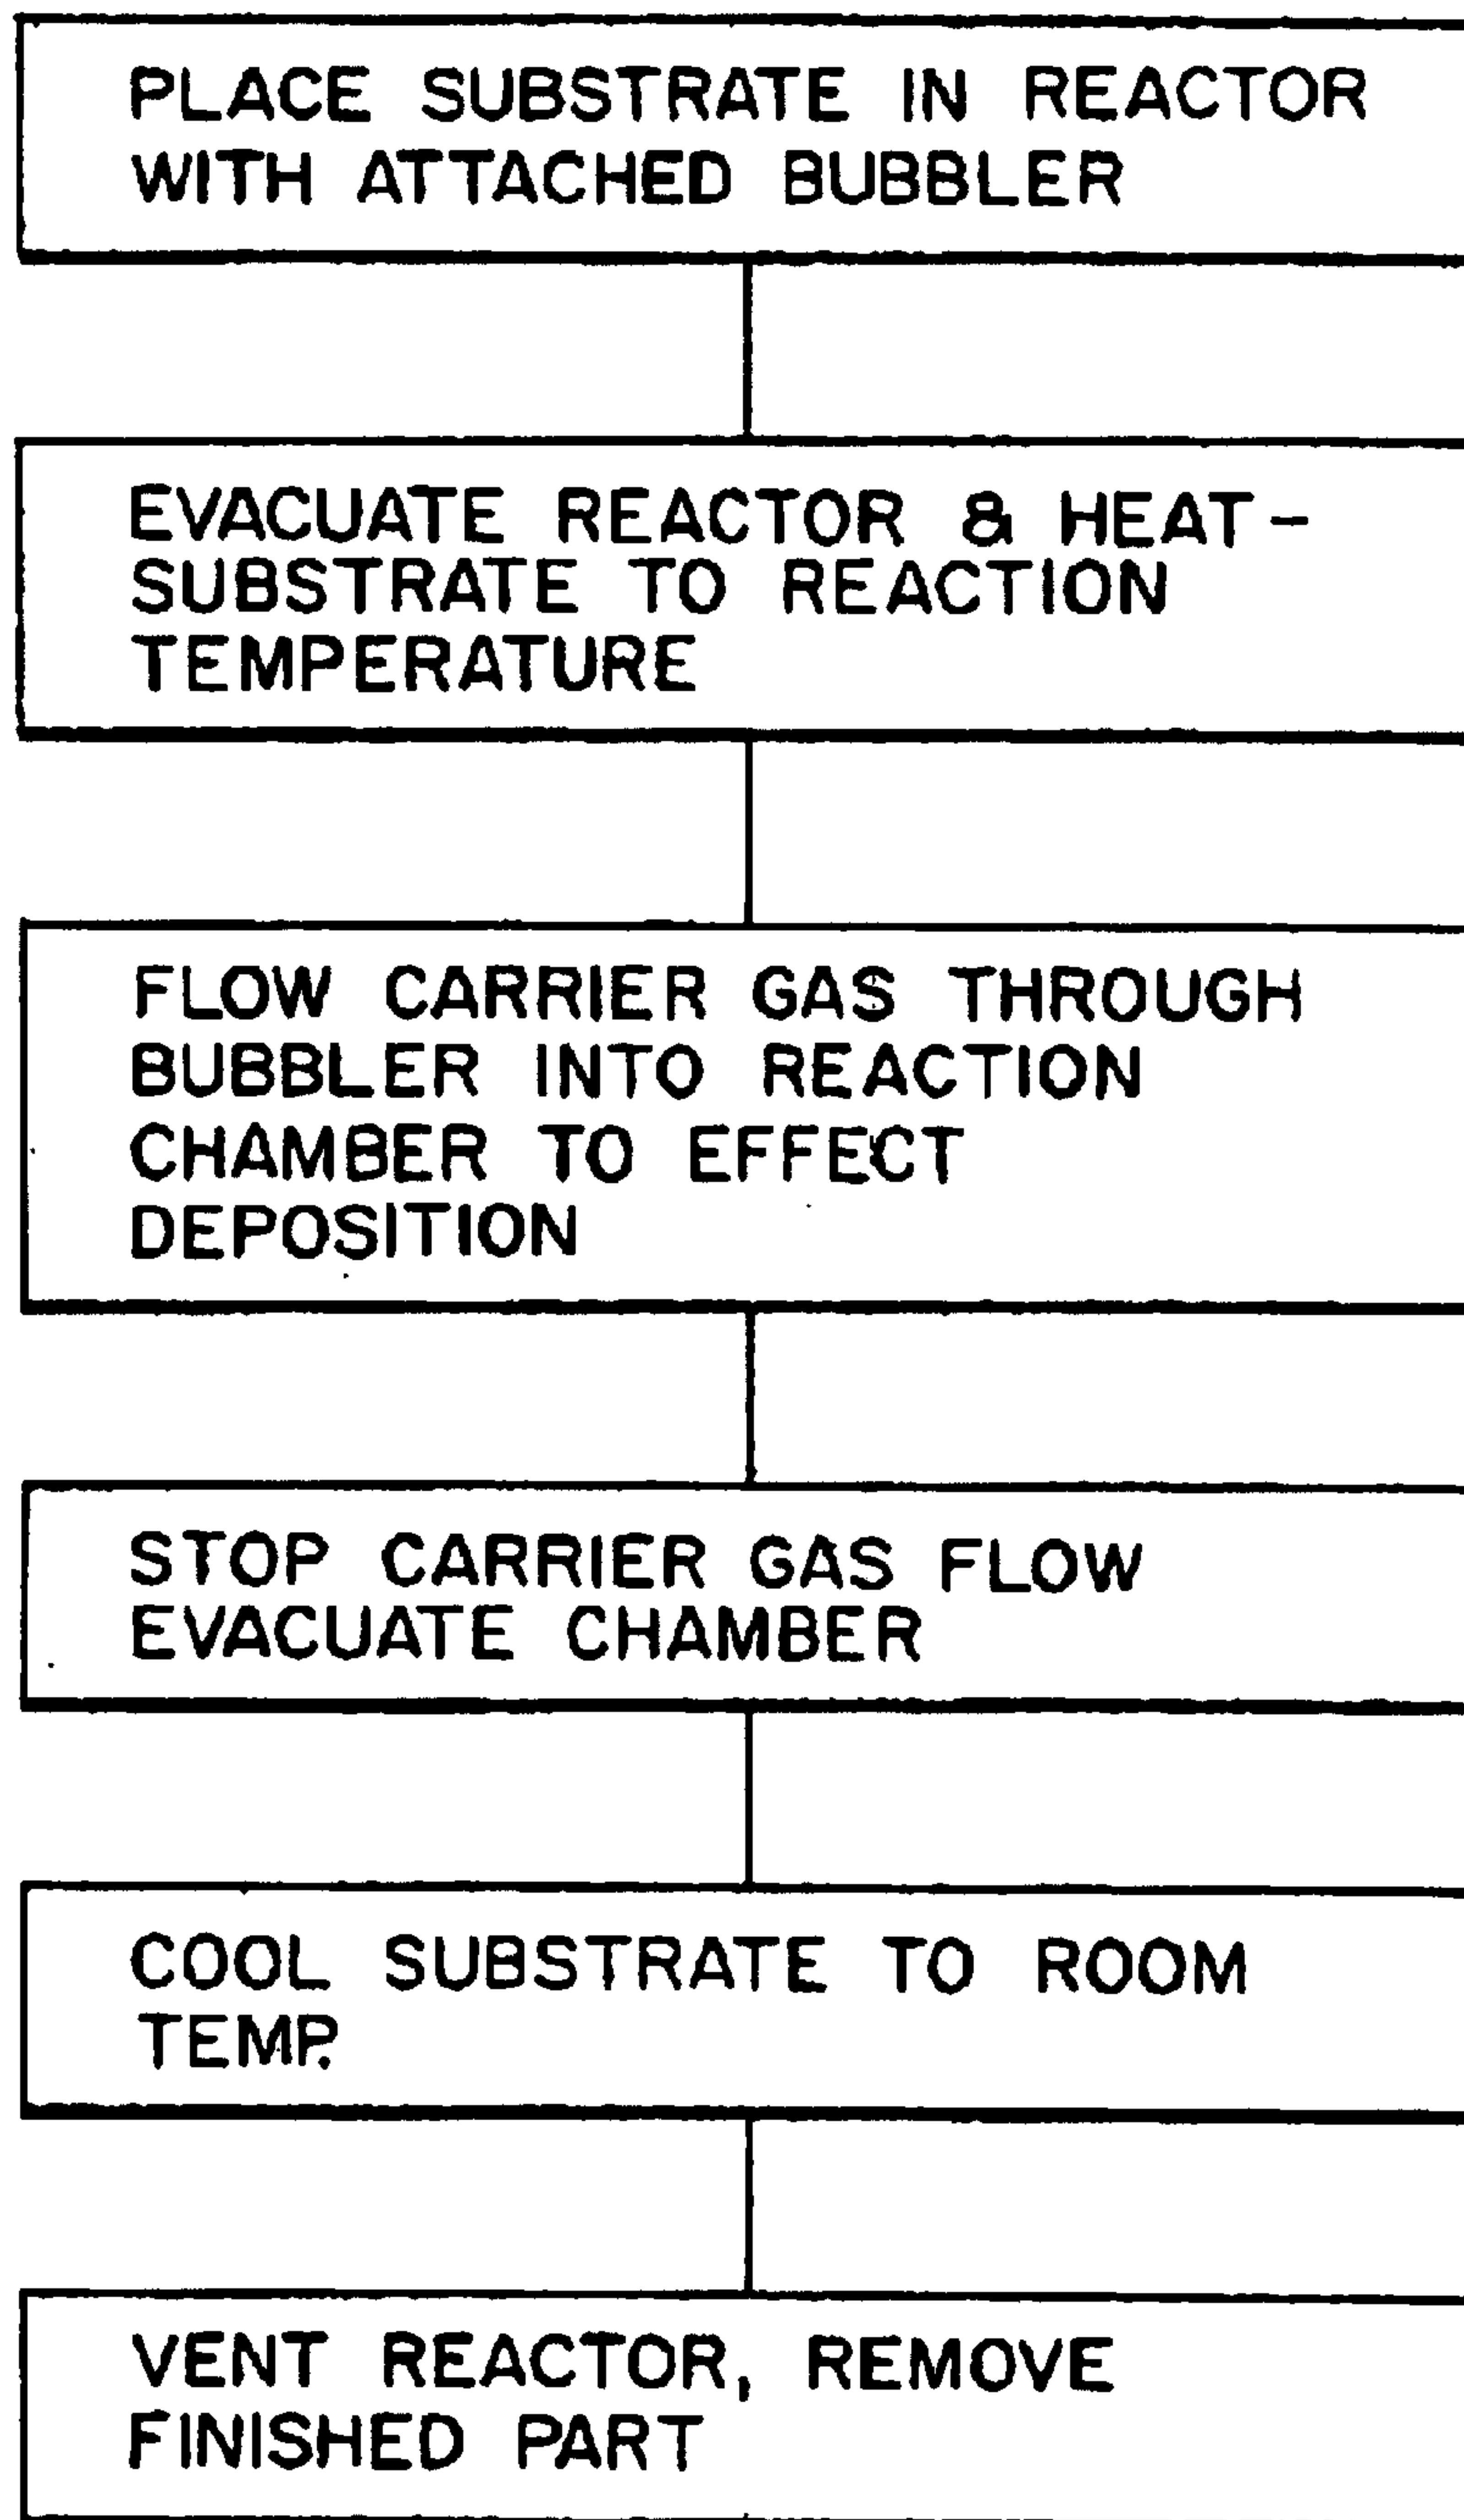 PLACE SUBSTRATE IN REACTOR
WITH ATTACHED BUBBLER
EVACUATE REACTOR & HEAT-
SUBSTRATE TO REACTION
TEMPERATURE
FLOW CARRIER GAS THROUGH
BUBBLER INTO REACTION
CHAMBER TO EFFECT
DEPOSITION
STOP CARRIER GAS FLOW
EVACUATE CHAMBER
COOL SUBSTRATE TO ROOM
TEMP.
VENT REACTOR, REMOVE
FINISHED PART